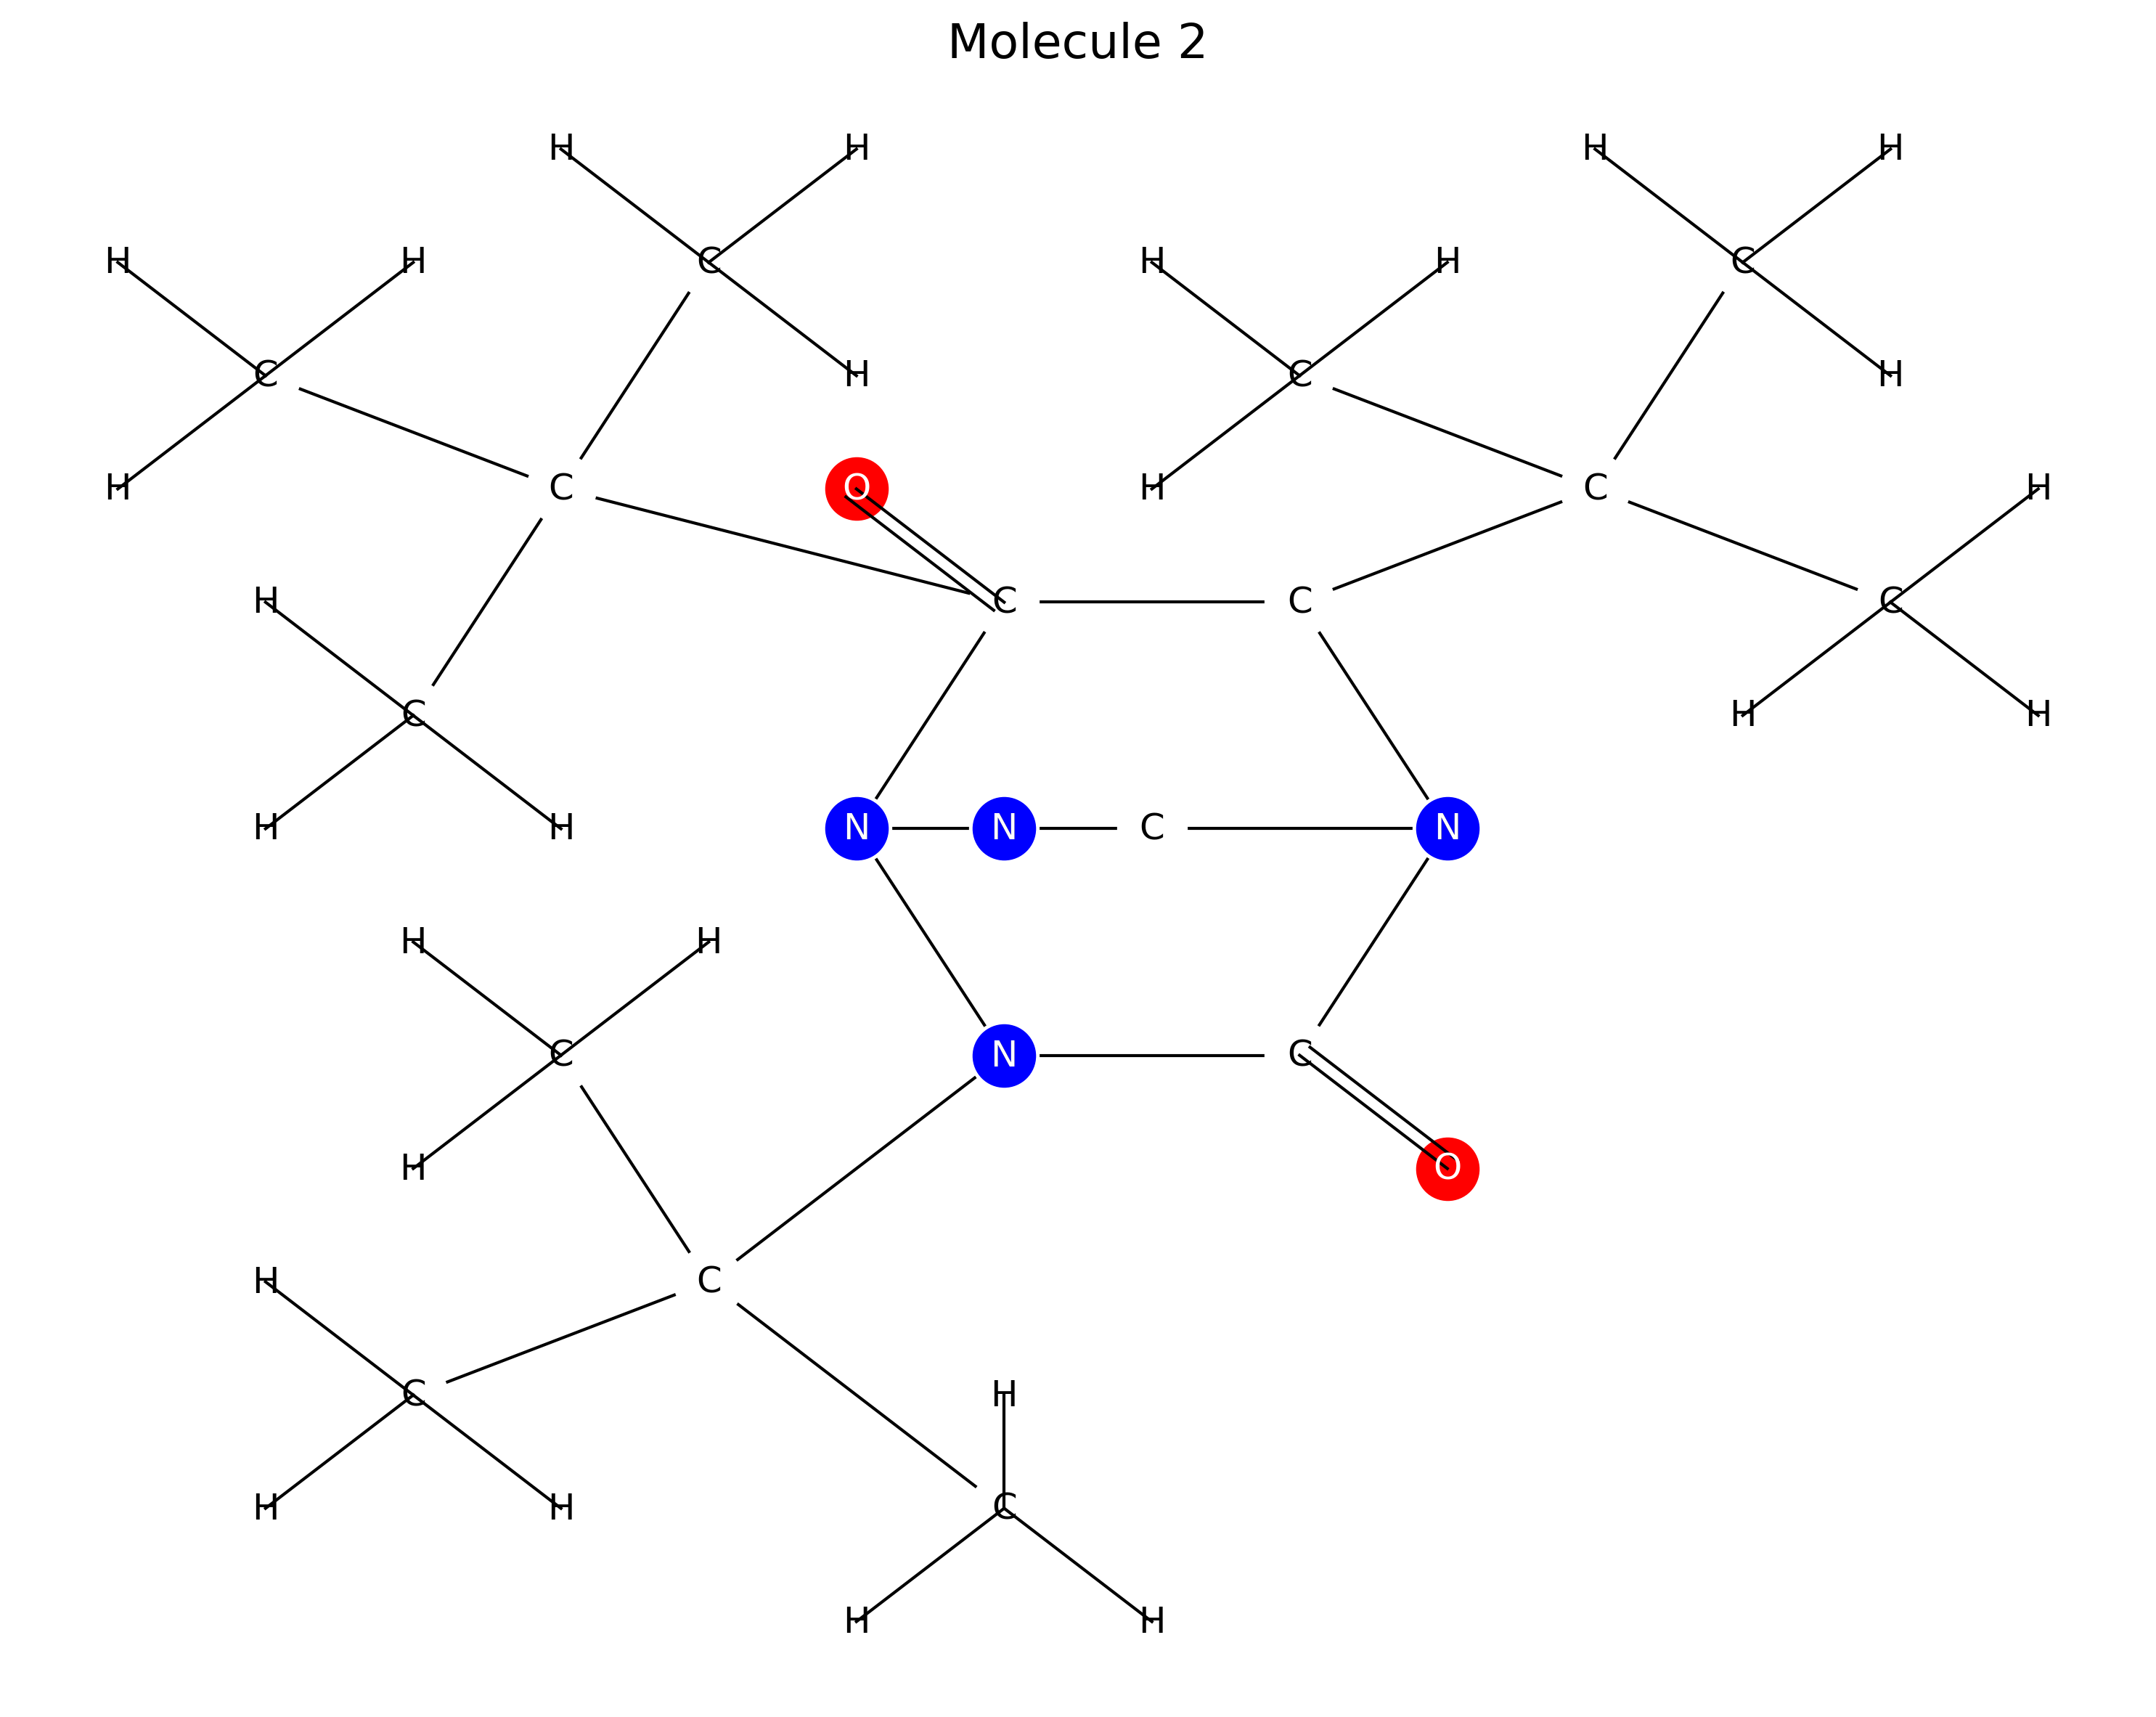 Molecule 2
H H H H
H H C H H C
C H C H
H C O H C H
H C C C
C H H
H H N N C N
H H
C N C
H O
H C
C H
H H C
H H